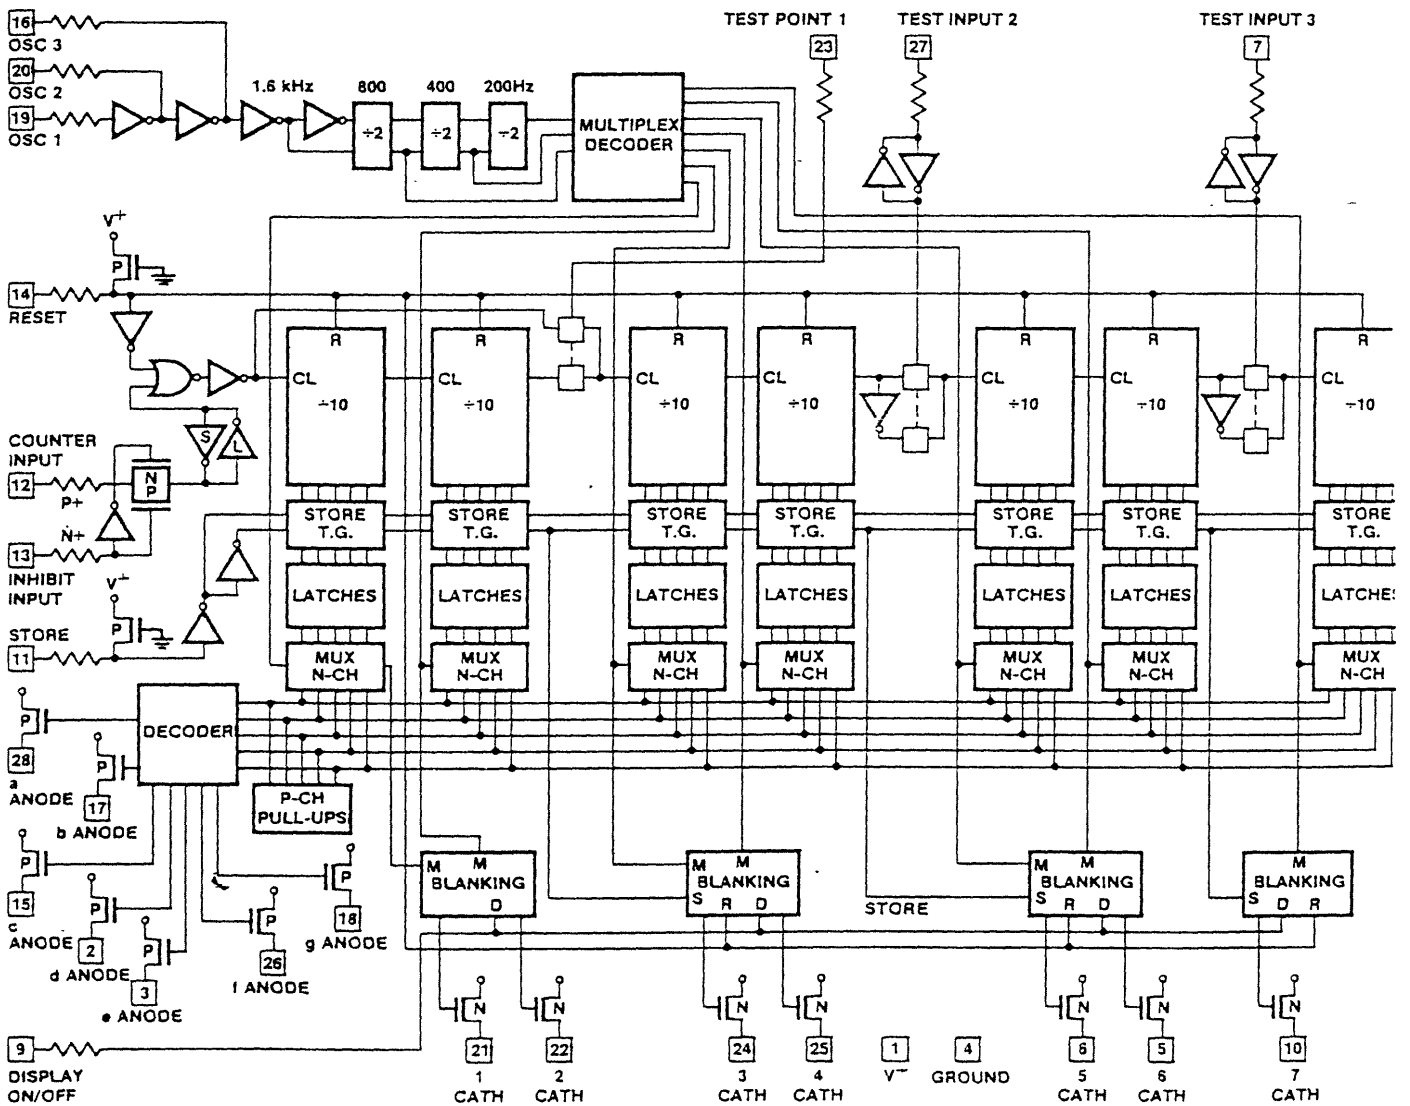 16
OSC 3
20
OSC 2
19
OSC 1
1.6 kHz
800
400
200Hz
÷2
÷2
÷2
MULTIPLEX
DECODER
TEST POINT 1
23
TEST INPUT 2
27
TEST INPUT 3
7
V+
P
14
RESET
R
R
R
R
R
R
R
CL
÷10
÷10
CL
÷10
÷10
CL
÷10
÷10
CL
÷10
S
L
COUNTER
INPUT
12
P+
N
P
N+
13
INHIBIT
INPUT
V+
P
STORE
11
STORE
T.G.
STORE
T.G.
STORE
T.G.
STORE
T.G.
STORE
T.G.
STORE
T.G.
STORE
T.G.
LATCHES
LATCHES
LATCHES
LATCHES
LATCHES
LATCHES
LATCHE
MUX
N-CH
MUX
N-CH
MUX
N-CH
MUX
N-CH
MUX
N-CH
MUX
N-CH
MUX
N-CH
DECODER
P-CH
PULL-UPS
P
28
a
ANODE
P
17
b ANODE
P
15
c
ANODE
P
2
d ANODE
P
3
e ANODE
P
26
f ANODE
P
18
g ANODE
M
M
BLANKING
D
M
M
BLANKING
S
R
D
STORE
M
M
BLANKING
S
R
D
M
BLANKING
S
D
R
9
DISPLAY
ON/OFF
N
21
1
CATH
N
22
2
CATH
N
24
3
CATH
N
25
4
CATH
1
V−
4
GROUND
N
6
5
CATH
N
5
6
CATH
N
10
7
CATH